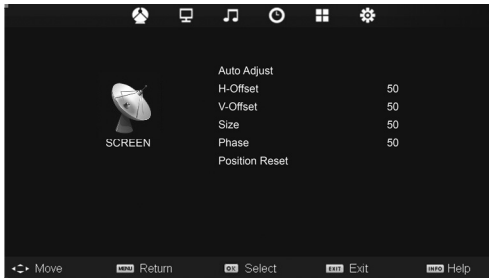 Auto Adjust
H-Offset 50
V-Offset 50
Size 50
Phase 50
Position Reset
SCREEN
Move MENU Return OK Select EXIT Exit INFO Help